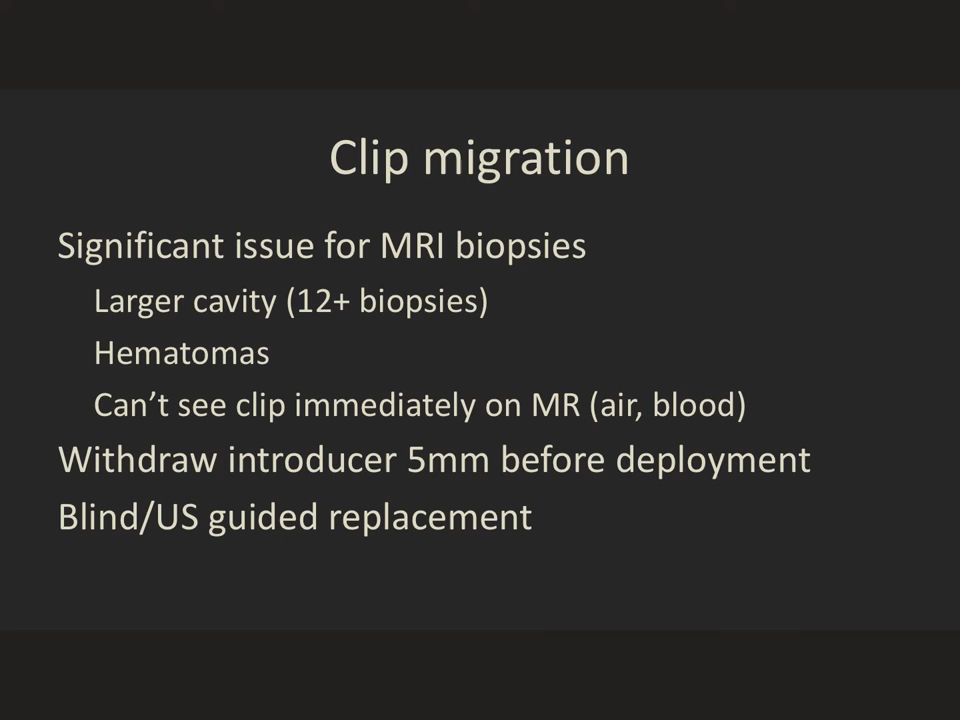 Clip migration
Significant issue for MRI biopsies
Larger cavity (12+ biopsies)
Hematomas
Can’t see clip immediately on MR (air, blood)
Withdraw introducer 5mm before deployment
Blind/US guided replacement